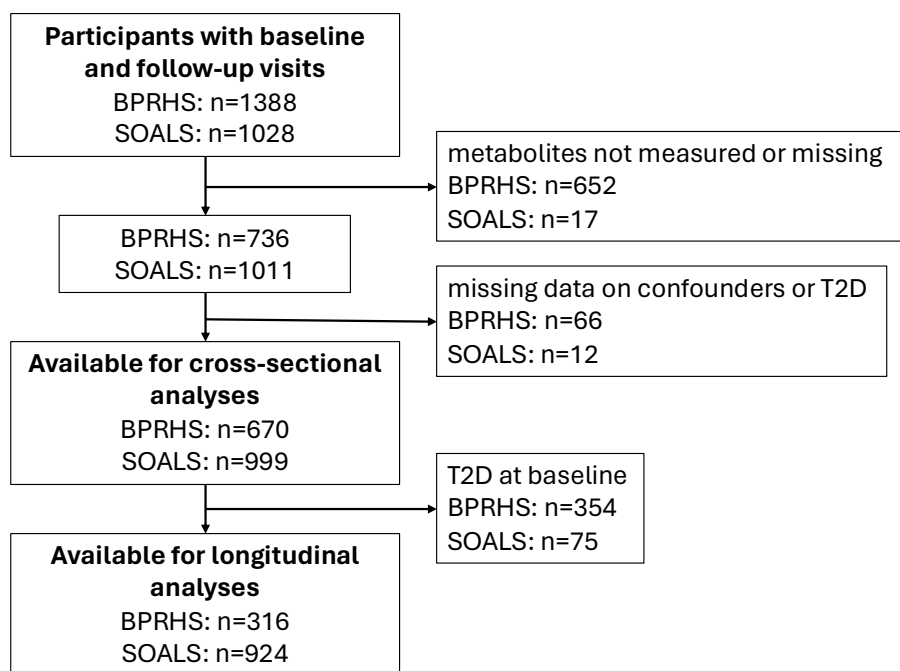 Participants with baseline
and follow-up visits
BPRHS: n=1388
SOALS: n=1028
metabolites not measured or missing
BPRHS: n=652
SOALS: n=17
BPRHS: n=736
SOALS: n=1011
missing data on confounders or T2D
BPRHS: n=66
SOALS: n=12
Available for cross-sectional
analyses
BPRHS: n=670
SOALS: n=999
T2D at baseline
BPRHS: n=354
SOALS: n=75
Available for longitudinal
analyses
BPRHS: n=316
SOALS: n=924